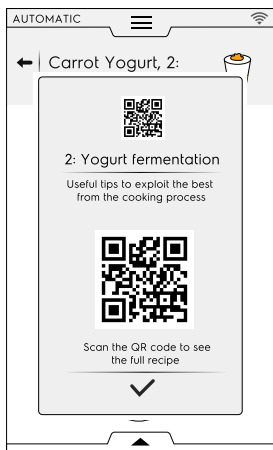 AUTOMATIC
Carrot Yogurt, 2:
2: Yogurt fermentation
Useful tips to exploit the best
from the cooking process
Scan the QR code to see
the full recipe